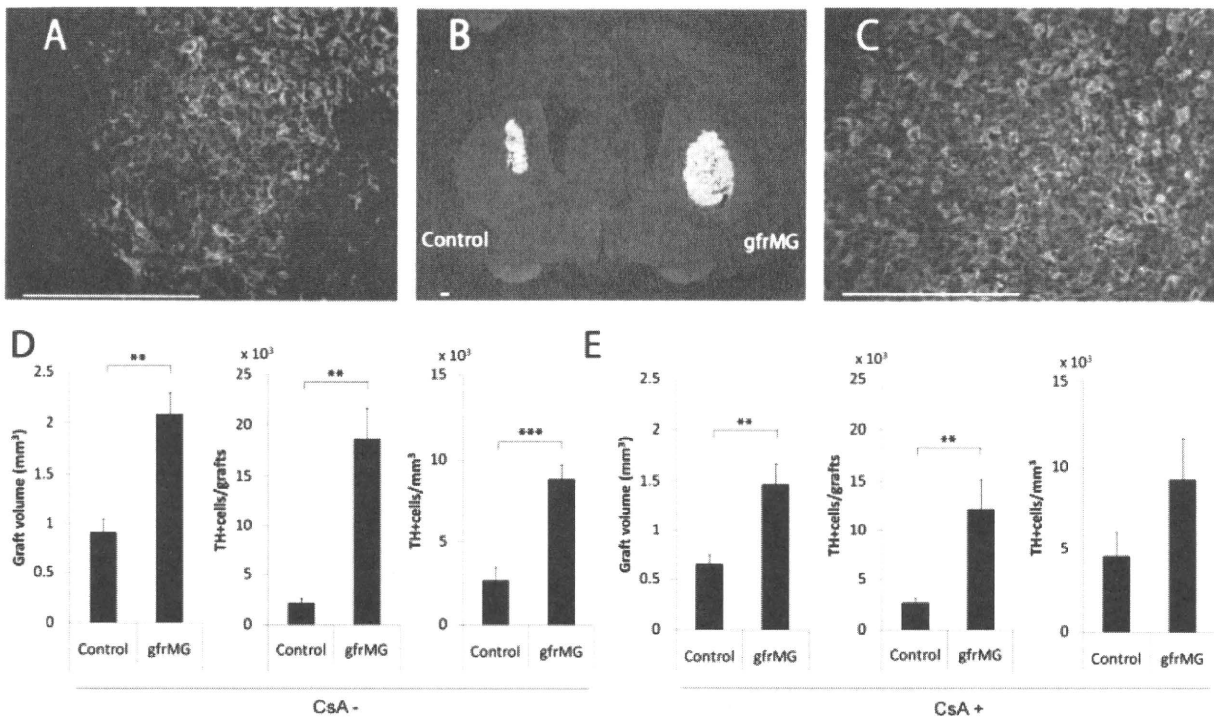 A
B
C
Control
gfrMG
D
Graft volume (mm³)
2.5
2
1.5
1
0.5
0
**
Control
gfrMG
x 10³
TH+cells/grafts
25
20
15
10
5
0
**
Control
gfrMG
x 10³
TH+cells/mm³
15
10
5
0
***
Control
gfrMG
CsA -
E
Graft volume (mm³)
2.5
2
1.5
1
0.5
0
**
Control
gfrMG
x 10³
TH+cells/grafts
25
20
15
10
5
0
**
Control
gfrMG
x 10³
TH+cells/mm³
15
10
5
0
Control
gfrMG
CsA +